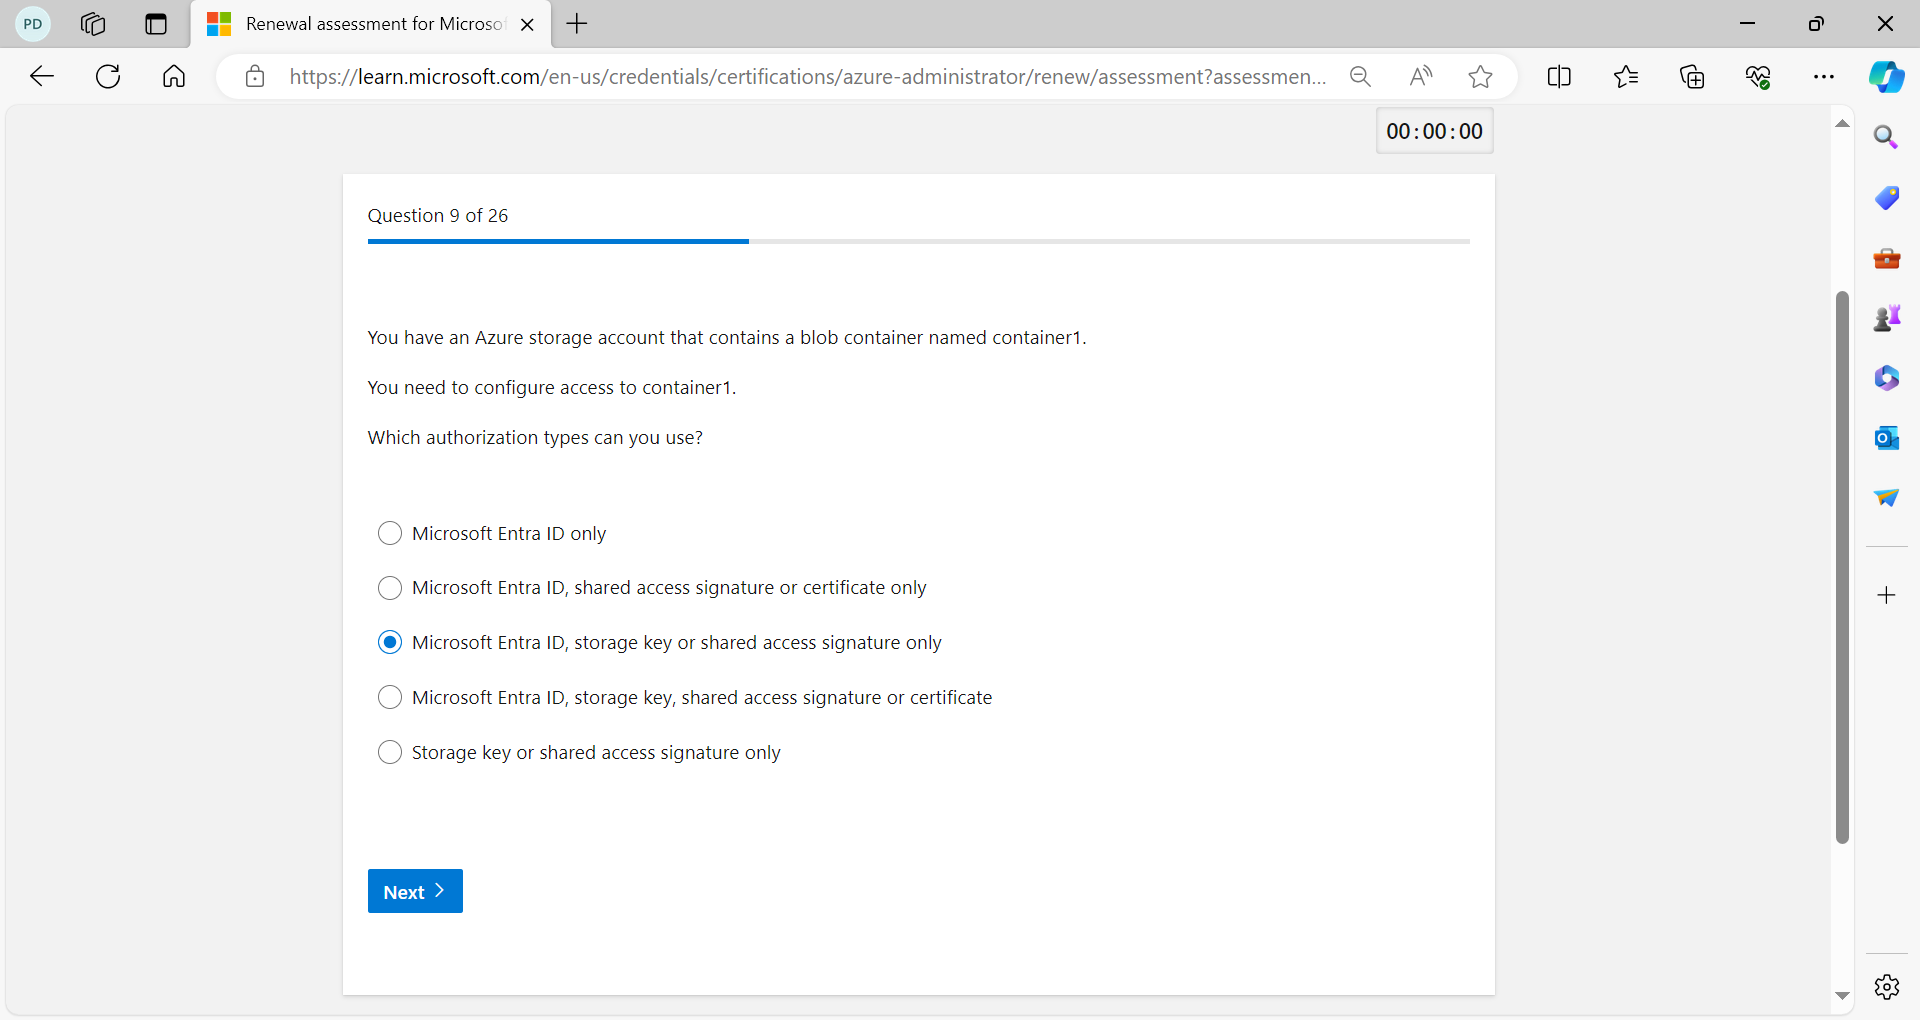 PD
Renewal assessment for Microsof
https://learn.microsoft.com/en-us/credentials/certifications/azure-administrator/renew/assessment?assessmen...
00:00:00
Question 9 of 26
You have an Azure storage account that contains a blob container named container1.
You need to configure access to container1.
Which authorization types can you use?
Microsoft Entra ID only
Microsoft Entra ID, shared access signature or certificate only
Microsoft Entra ID, storage key or shared access signature only
Microsoft Entra ID, storage key, shared access signature or certificate
Storage key or shared access signature only
Next